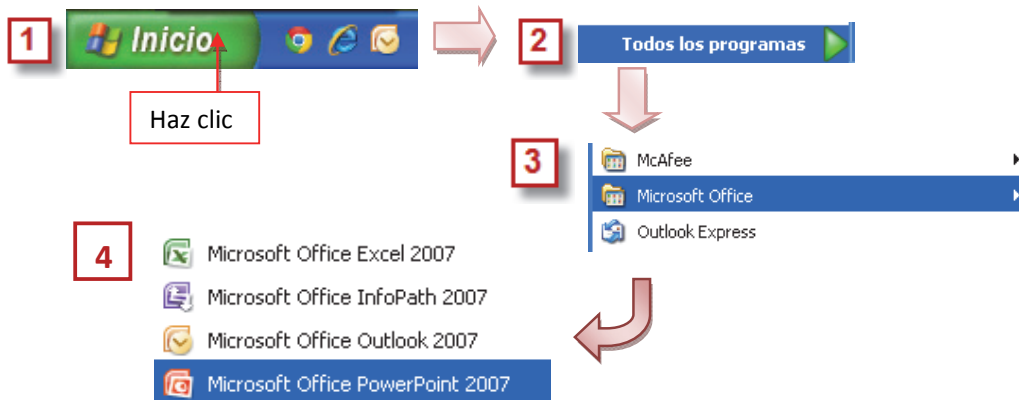 1
Inicio
Haz clic
2
Todos los programas
3
McAfee
Microsoft Office
Outlook Express
4
Microsoft Office Excel 2007
Microsoft Office InfoPath 2007
Microsoft Office Outlook 2007
Microsoft Office PowerPoint 2007